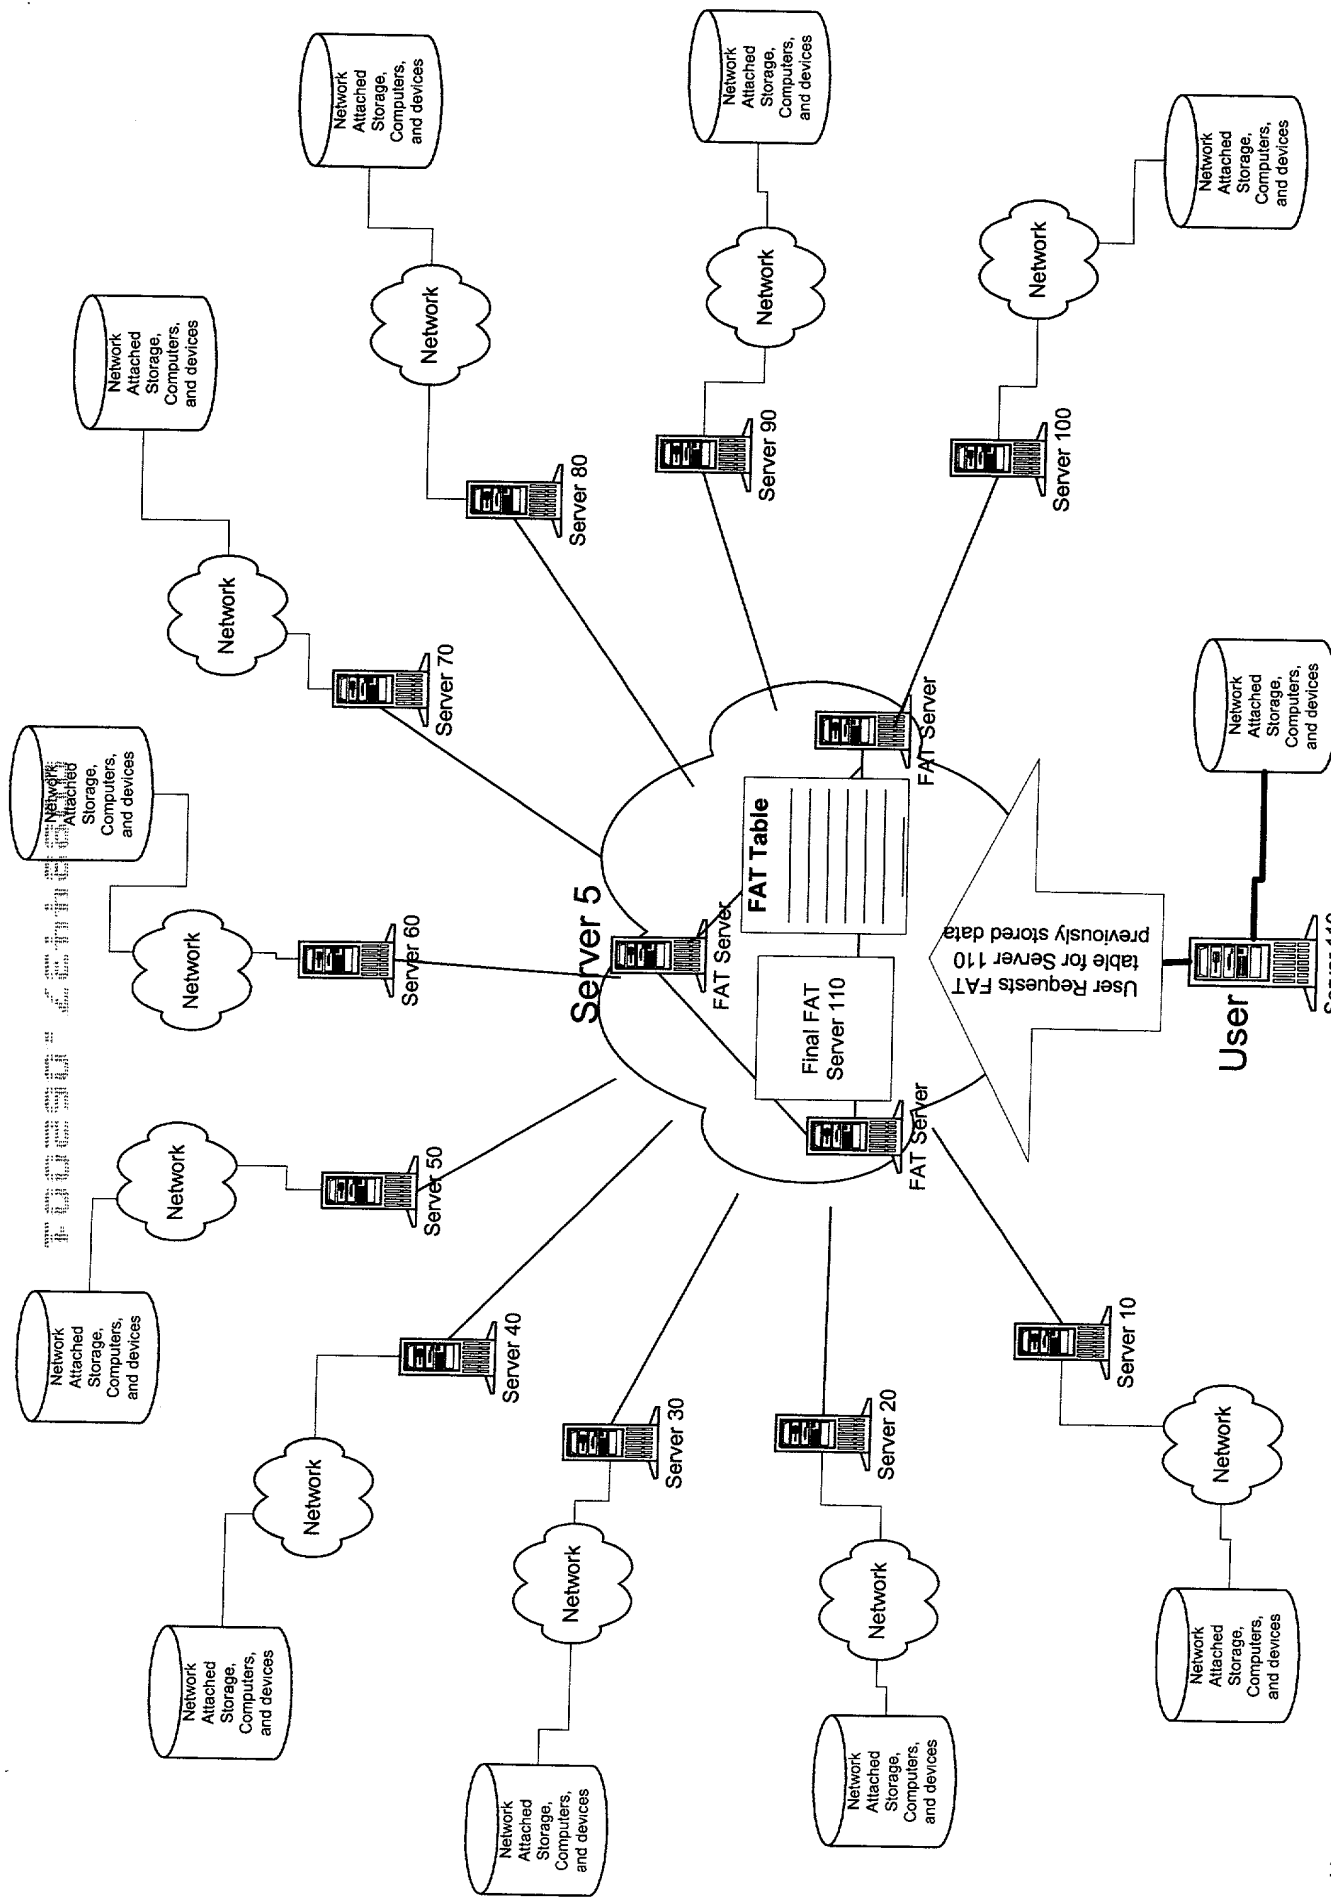 Network
Attached
Storage,
Computers,
and devices
Network
Server 50
Network
Attached
Storage,
Computers,
and devices
Network
Server 60
Network
Attached
Storage,
Computers,
and devices
Network
Server 70
Network
Attached
Storage,
Computers,
and devices
Network
Server 40
Network
Attached
Storage,
Computers,
and devices
Network
Server 80
Network
Attached
Storage,
Computers,
and devices
Network
Server 30
Server 5
FAT Server
Network
Attached
Storage,
Computers,
and devices
Network
Server 90
Network
Attached
Storage,
Computers,
and devices
Network
Server 20
Final FAT
Server 110
FAT Table
FAT Server
FAT Server
Network
Attached
Storage,
Computers,
and devices
Network
Server 100
User Requests FAT
table for Server 110
previously stored data
Network
Attached
Storage,
Computers,
and devices
Network
Server 10
User
Network
Attached
Storage,
Computers,
and devices